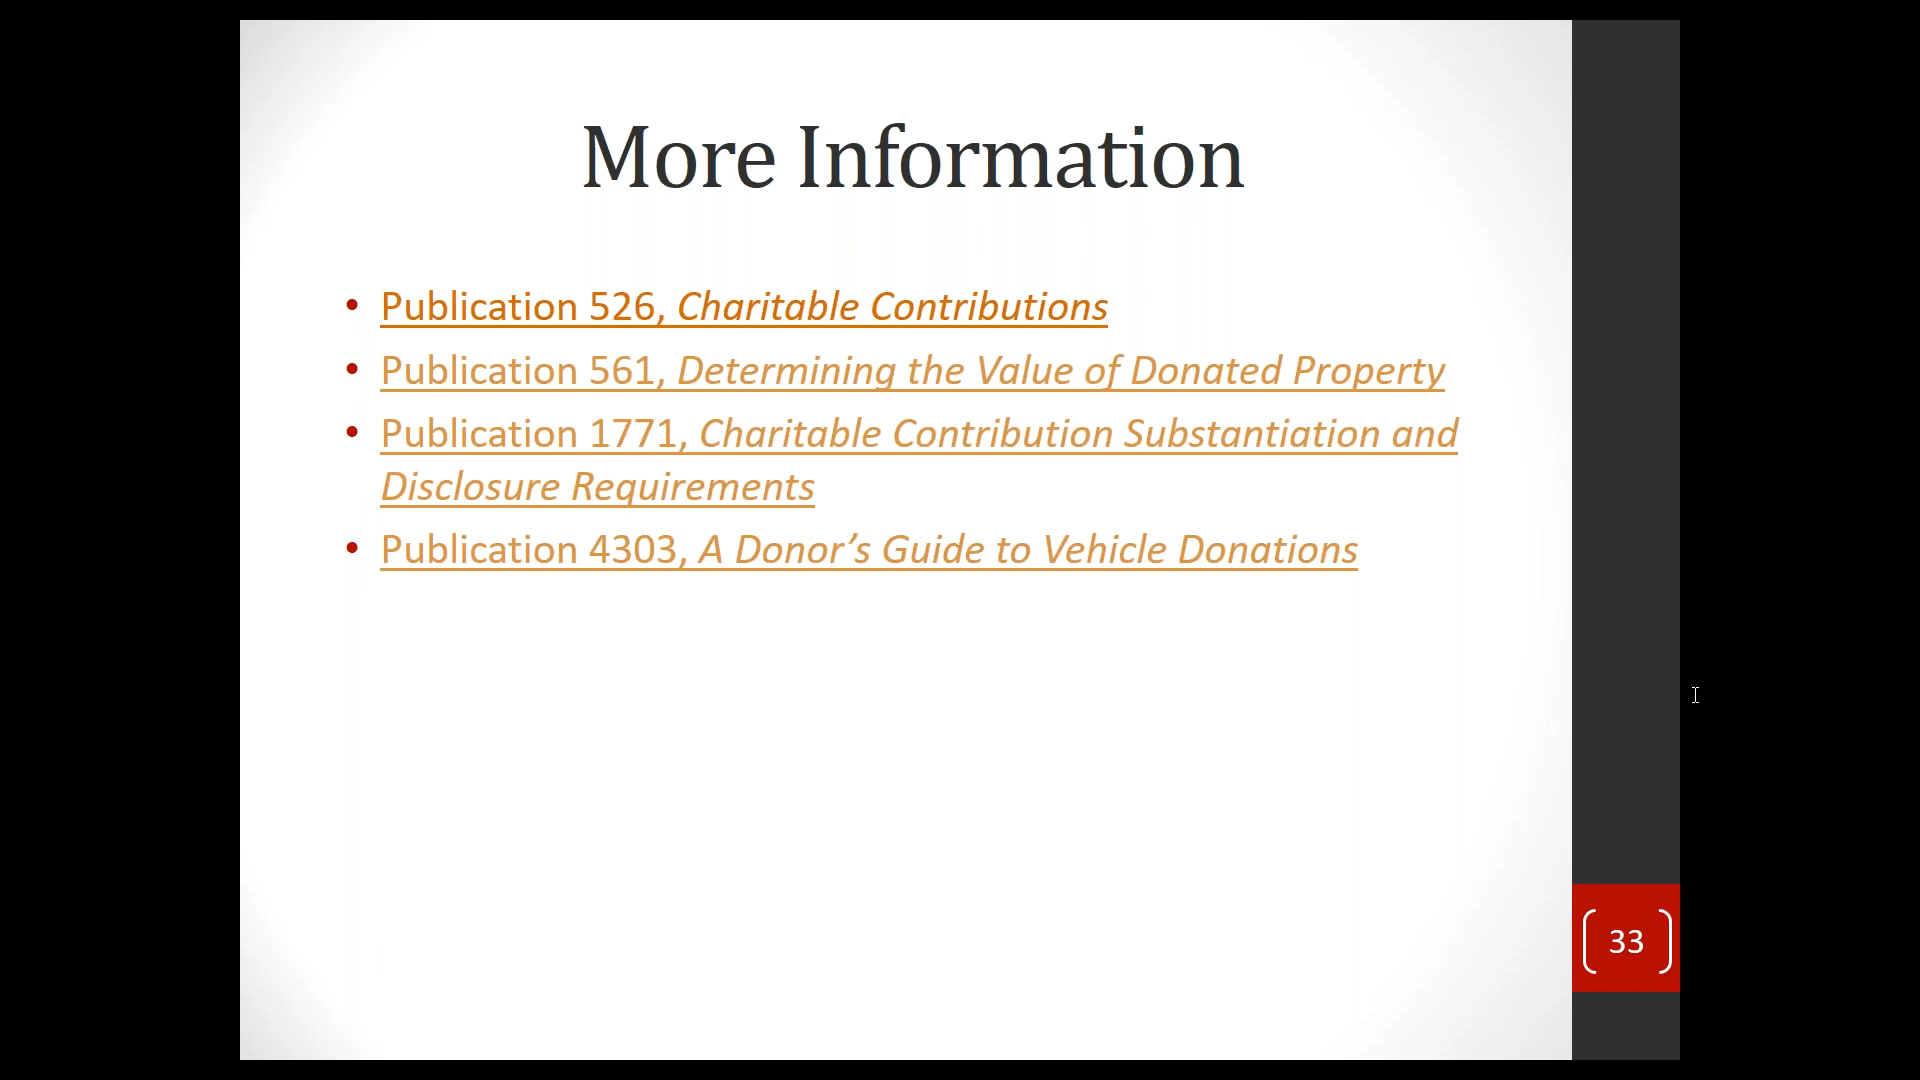 More Information
• Publication 526, Charitable Contributions
• Publication 561, Determining the Value of Donated Property
• Publication 1771, Charitable Contribution Substantiation and
Disclosure Requirements
• Publication 4303, A Donor’s Guide to Vehicle Donations
33